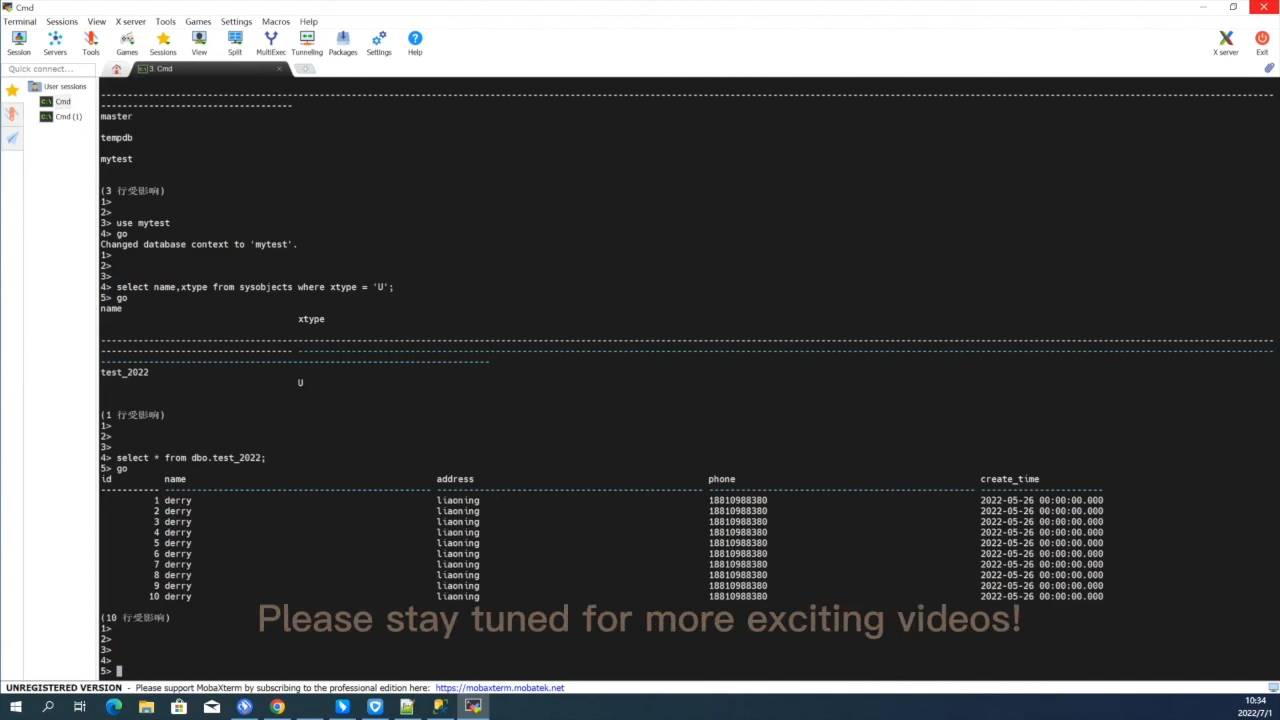 Cmd
Terminal Sessions View X server Tools Games Settings Macros Help
Session Servers Tools Games Sessions View Split MultiExec Tunneling Packages Settings Help X server Exit
Quick connect... 3. Cmd
User sessions
Cmd
Cmd (1)
master
tempdb
mytest
(3 行受影响)
1>
2>
3> use mytest
4> go
Changed database context to 'mytest'.
1>
2>
3>
4> select name,xtype from sysobjects where xtype = 'U';
5> go
name
xtype
test_2022
U
(1 行受影响)
1>
2>
3>
4> select * from dbo.test_2022;
5> go
id name address phone create_time
1 derry liaoning 18810988380 2022-05-26 00:00:00.000
2 derry liaoning 18810988380 2022-05-26 00:00:00.000
3 derry liaoning 18810988380 2022-05-26 00:00:00.000
4 derry liaoning 18810988380 2022-05-26 00:00:00.000
5 derry liaoning 18810988380 2022-05-26 00:00:00.000
6 derry liaoning 18810988380 2022-05-26 00:00:00.000
7 derry liaoning 18810988380 2022-05-26 00:00:00.000
8 derry liaoning 18810988380 2022-05-26 00:00:00.000
9 derry liaoning 18810988380 2022-05-26 00:00:00.000
10 derry liaoning 18810988380 2022-05-26 00:00:00.000
(10 行受影响)
Please stay tuned for more exciting videos!
1>
2>
3>
4>
5>
UNREGISTERED VERSION - Please support MobaXterm by subscribing to the professional edition here: https://mobaxterm.mobatek.net
10:34
2022/7/1